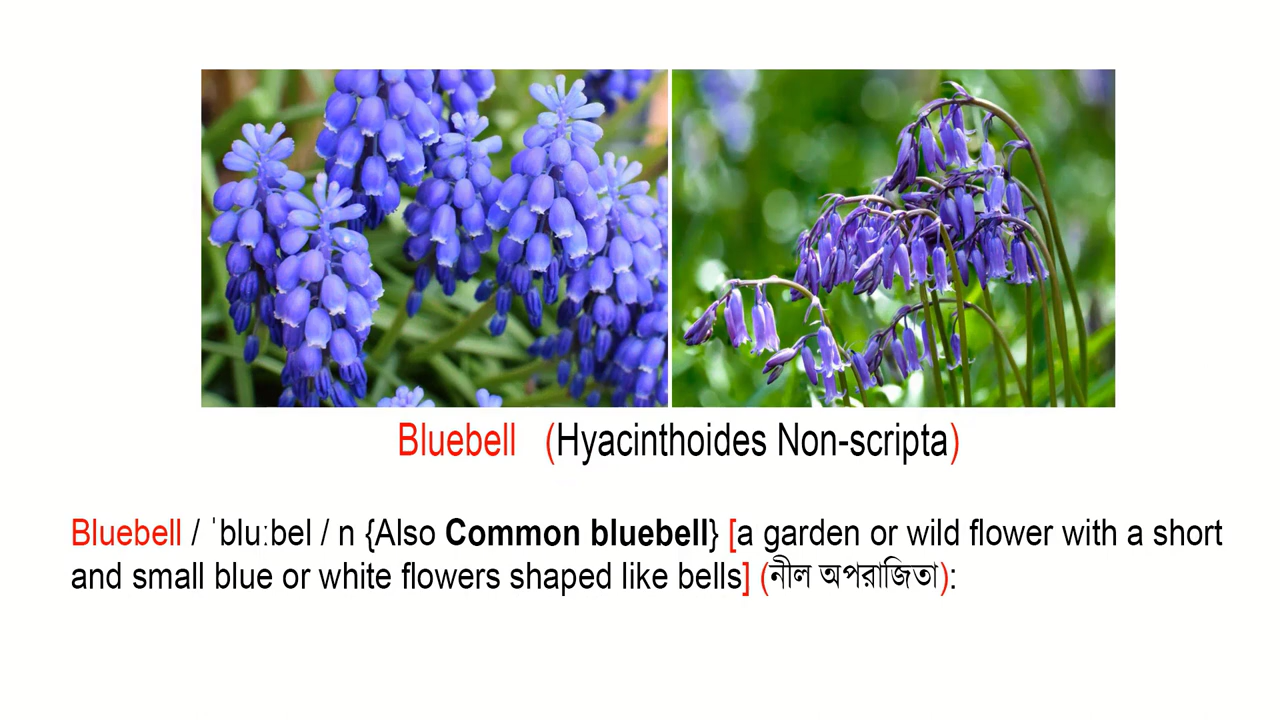 Bluebell (Hyacinthoides Non-scripta)
Bluebell / ˈbluːbel / n {Also Common bluebell} [a garden or wild flower with a short
and small blue or white flowers shaped like bells] (নীল অপরাজিতা):